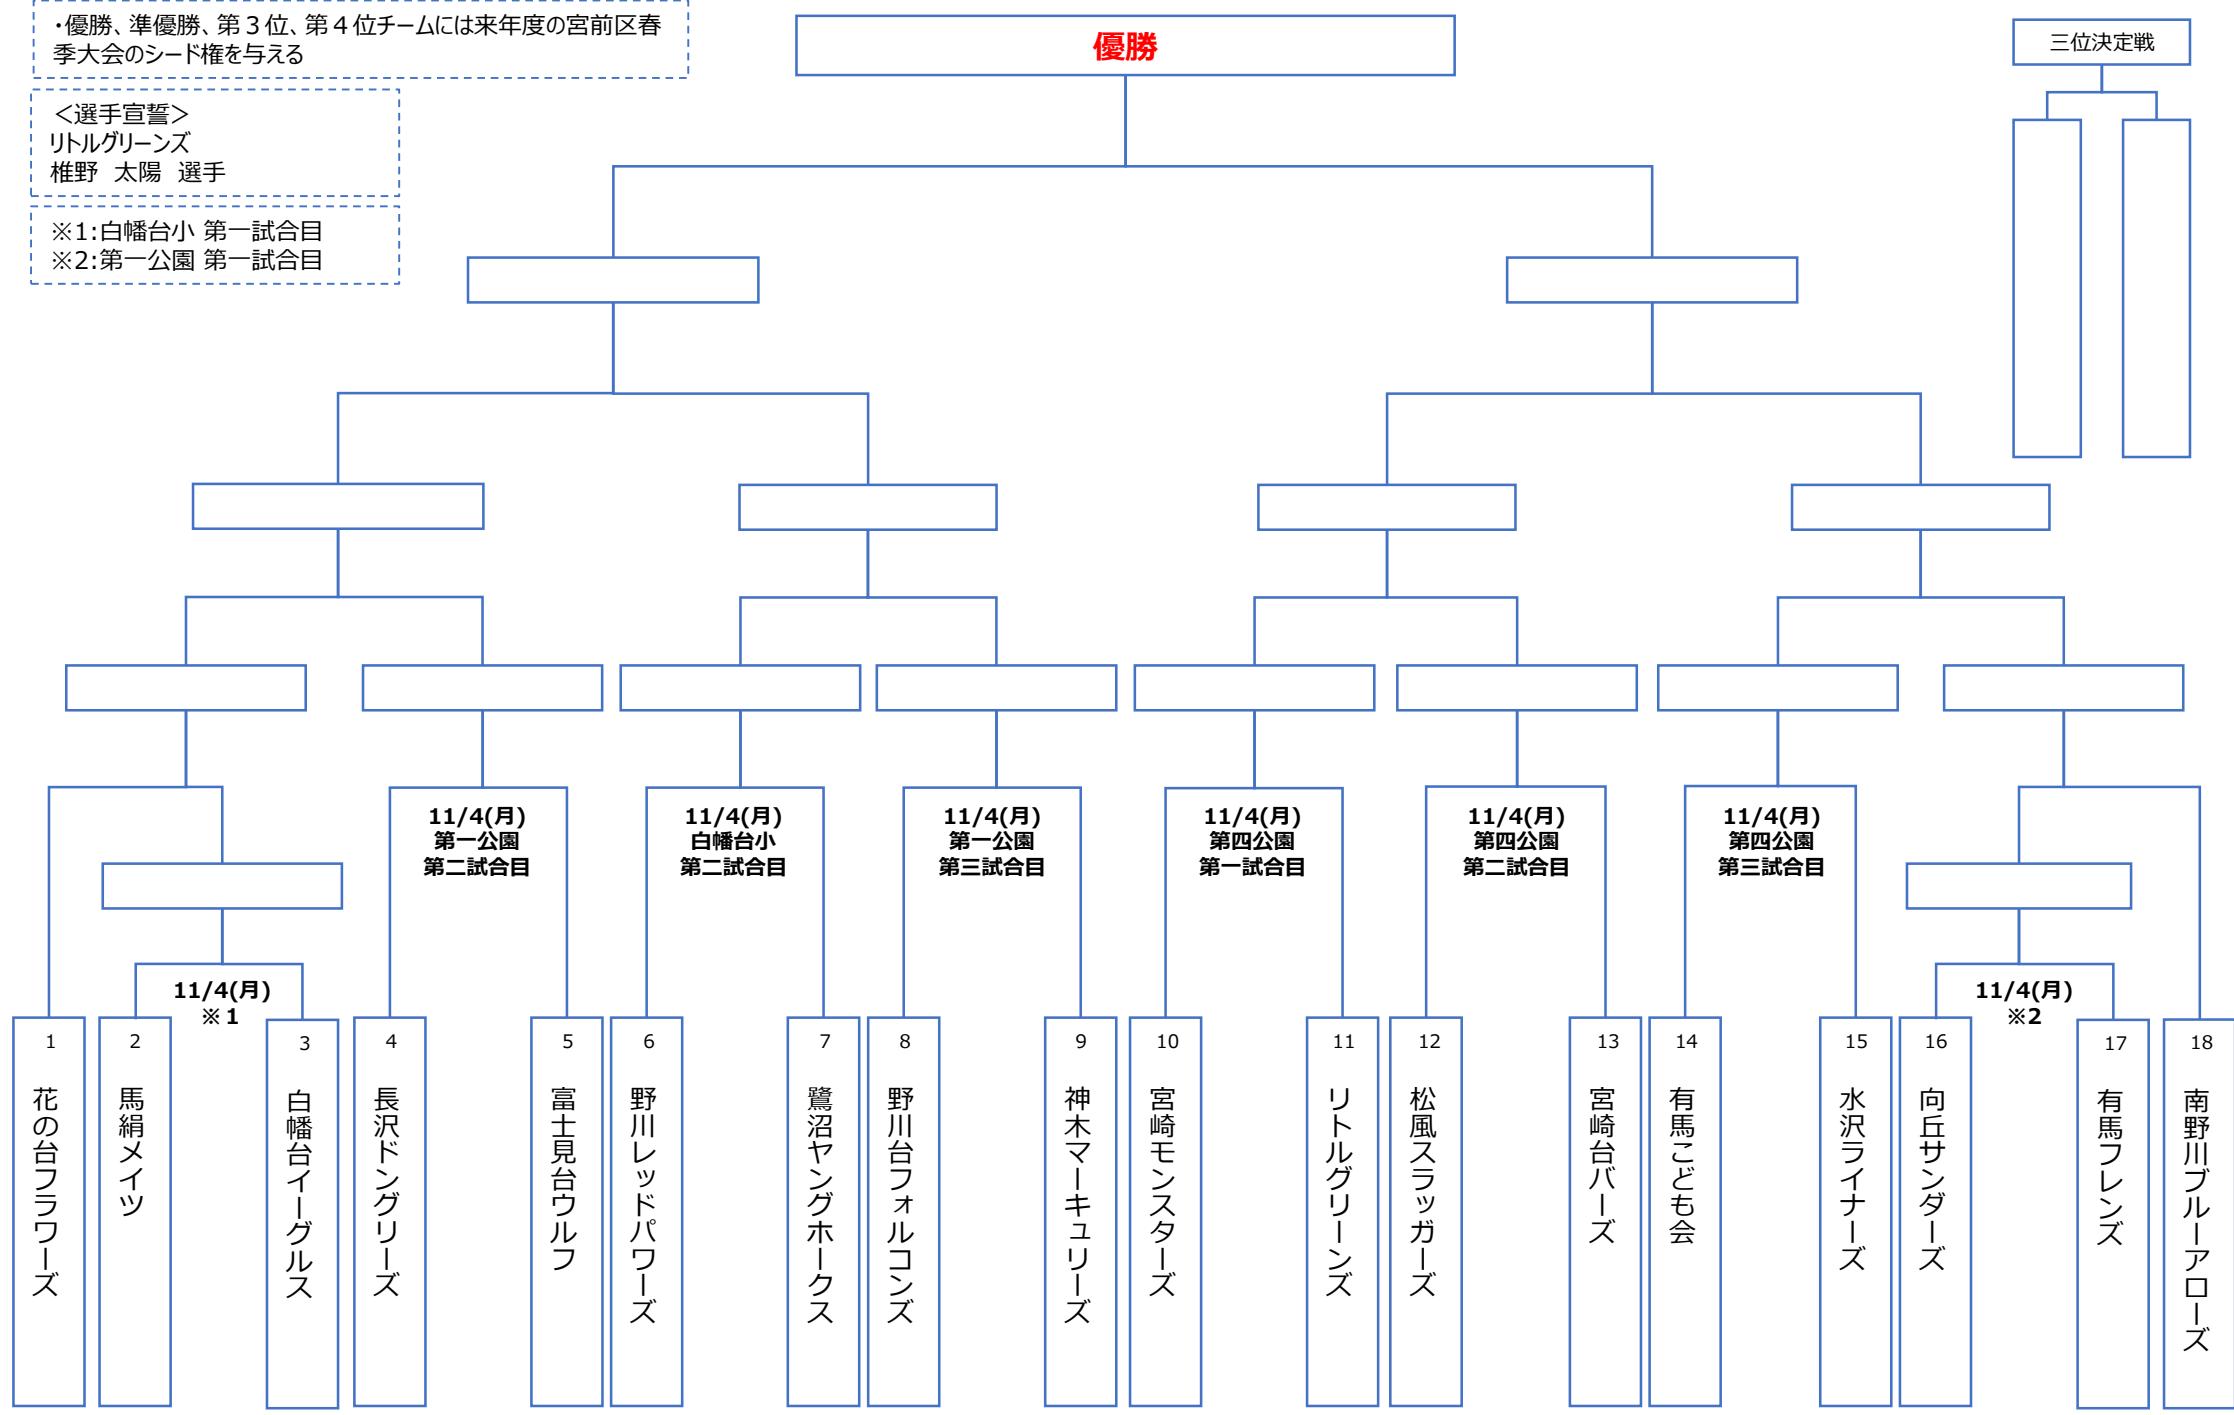 ・優勝、準優勝、第３位、第４位チームには来年度の宮前区春
季大会のシード権を与える
優勝
三位決定戦
＜選手宣誓＞
リトルグリーンズ
椎野　太陽　選手
※1:白幡台小 第一試合目
※2:第一公園 第一試合目
11/4(月)
第一公園
第二試合目
11/4(月)
白幡台小
第二試合目
11/4(月)
第一公園
第三試合目
11/4(月)
第四公園
第一試合目
11/4(月)
第四公園
第二試合目
11/4(月)
第四公園
第三試合目
11/4(月)
※１
11/4(月)
※2
1
花の台フラワーズ
2
馬絹メイツ
3
白幡台イーグルス
4
長沢ドングリーズ
5
富士見台ウルフ
6
野川レッドパワーズ
7
鷺沼ヤングホークス
8
野川台フォルコンズ
9
神木マーキュリーズ
10
宮崎モンスターズ
11
リトルグリーンズ
12
松風スラッガーズ
13
宮崎台バーズ
14
有馬こども会
15
水沢ライナーズ
16
向丘サンダーズ
17
有馬フレンズ
18
南野川ブルーアローズ